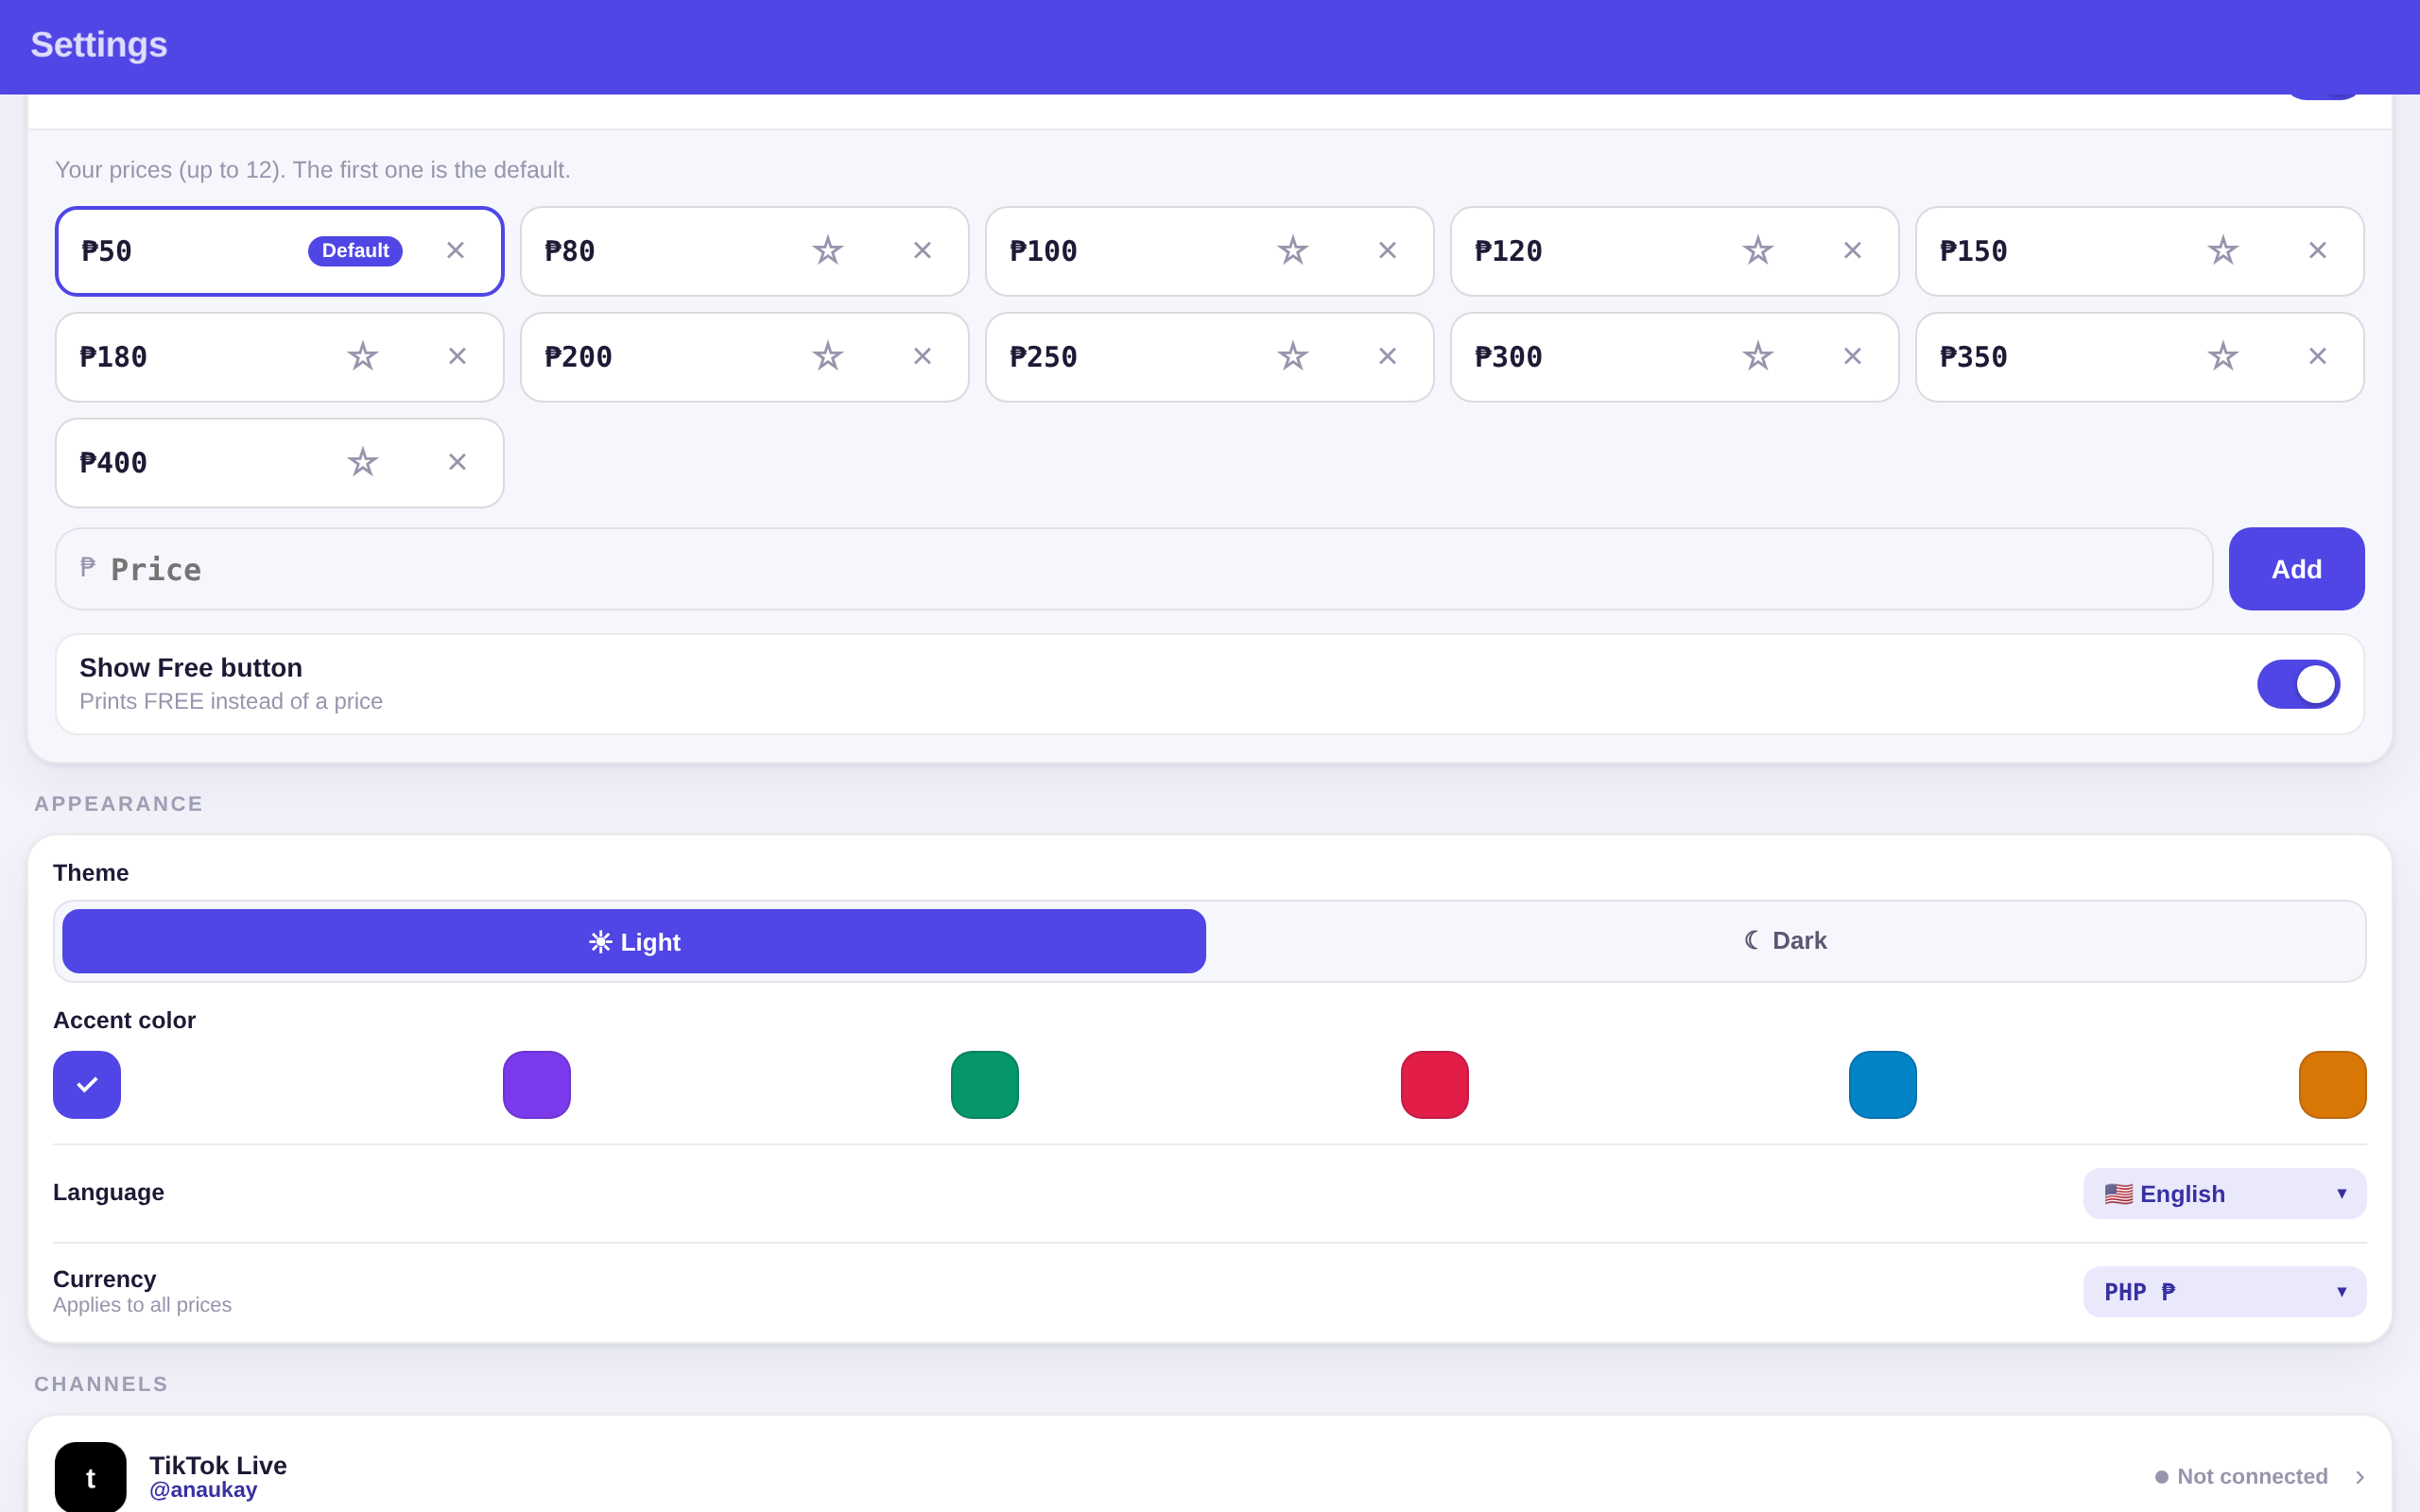 Settings
Your prices (up to 12). The first one is the default.
₱50 Default ✕
₱80 ☆ ✕
₱100 ☆ ✕
₱120 ☆ ✕
₱150 ☆ ✕
₱180 ☆ ✕
₱200 ☆ ✕
₱250 ☆ ✕
₱300 ☆ ✕
₱350 ☆ ✕
₱400 ☆ ✕
₱ Price
Add
Show Free button
Prints FREE instead of a price
APPEARANCE
Theme
☀ Light
☾ Dark
Accent color
Language
🇺🇸 English ▾
Currency
Applies to all prices
PHP ₱ ▾
CHANNELS
t
TikTok Live
@anaukay
Not connected ›